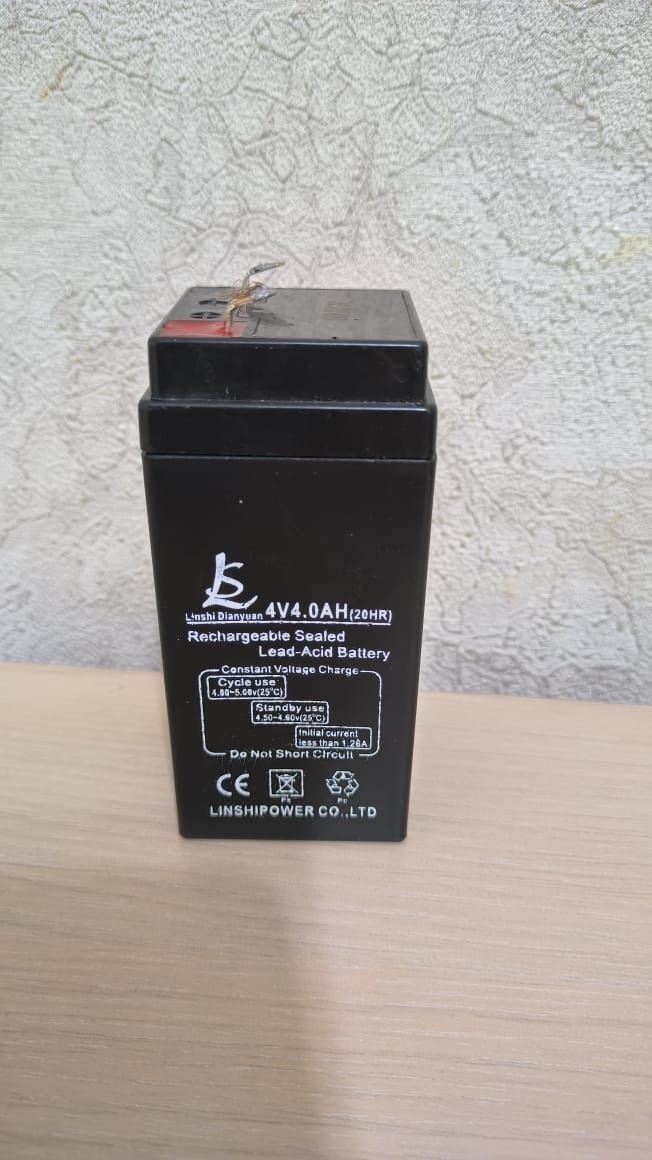 LS
Linshi Dianyuan 4V4.0AH(20HR)
Rechargeable Sealed
Lead-Acid Battery
Constant Voltage Charge
Cycle use
4.80~5.00v(25°C)
Standby use
4.50~4.60v(25°C)
Initial current
less than 1.26A
Do Not Short Circuit
CE
Pb Pb
LINSHIPOWER CO.,LTD